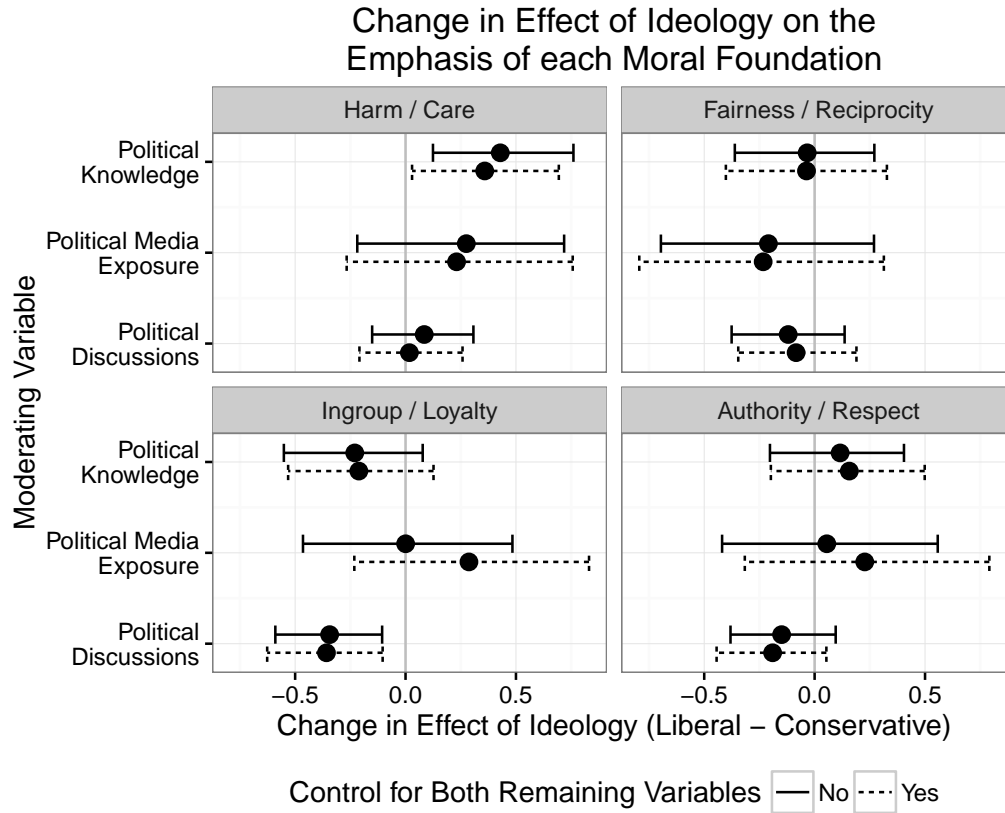 Change in Effect of Ideology on the
Emphasis of each Moral Foundation
Harm / Care
Fairness / Reciprocity
Political
Knowledge
Political Media
Exposure
Political
Discussions
Ingroup / Loyalty
Authority / Respect
Political
Knowledge
Political Media
Exposure
Political
Discussions
Moderating Variable
−0.5 0.0 0.5
−0.5 0.0 0.5
Change in Effect of Ideology (Liberal − Conservative)
Control for Both Remaining Variables No Yes